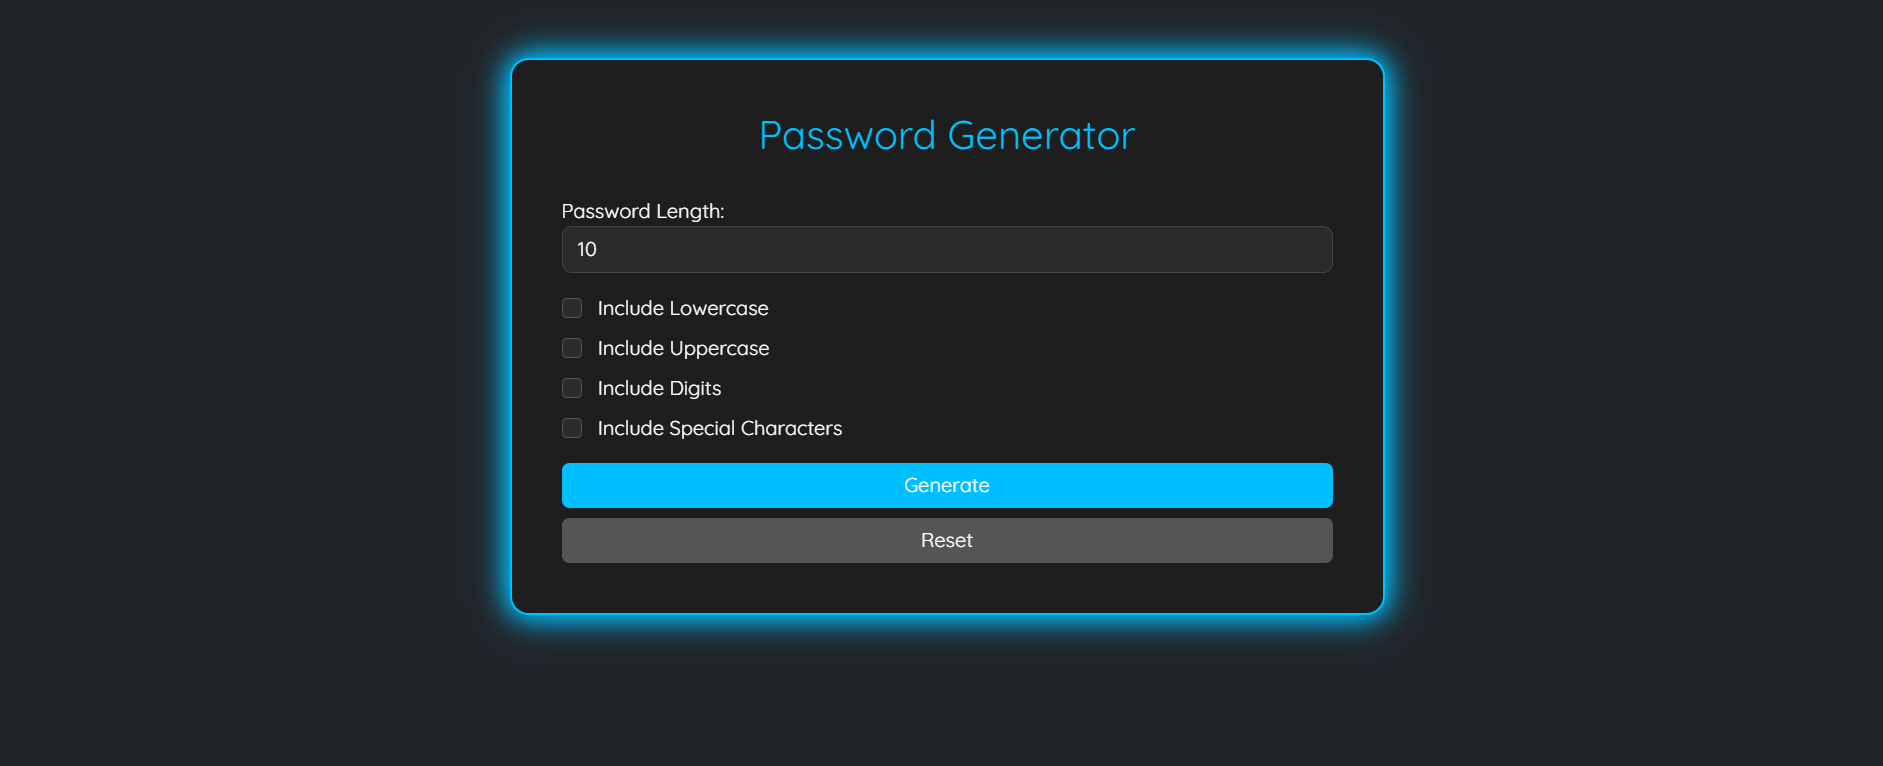 Password Generator
Password Length:
10
Include Lowercase
Include Uppercase
Include Digits
Include Special Characters
Generate
Reset